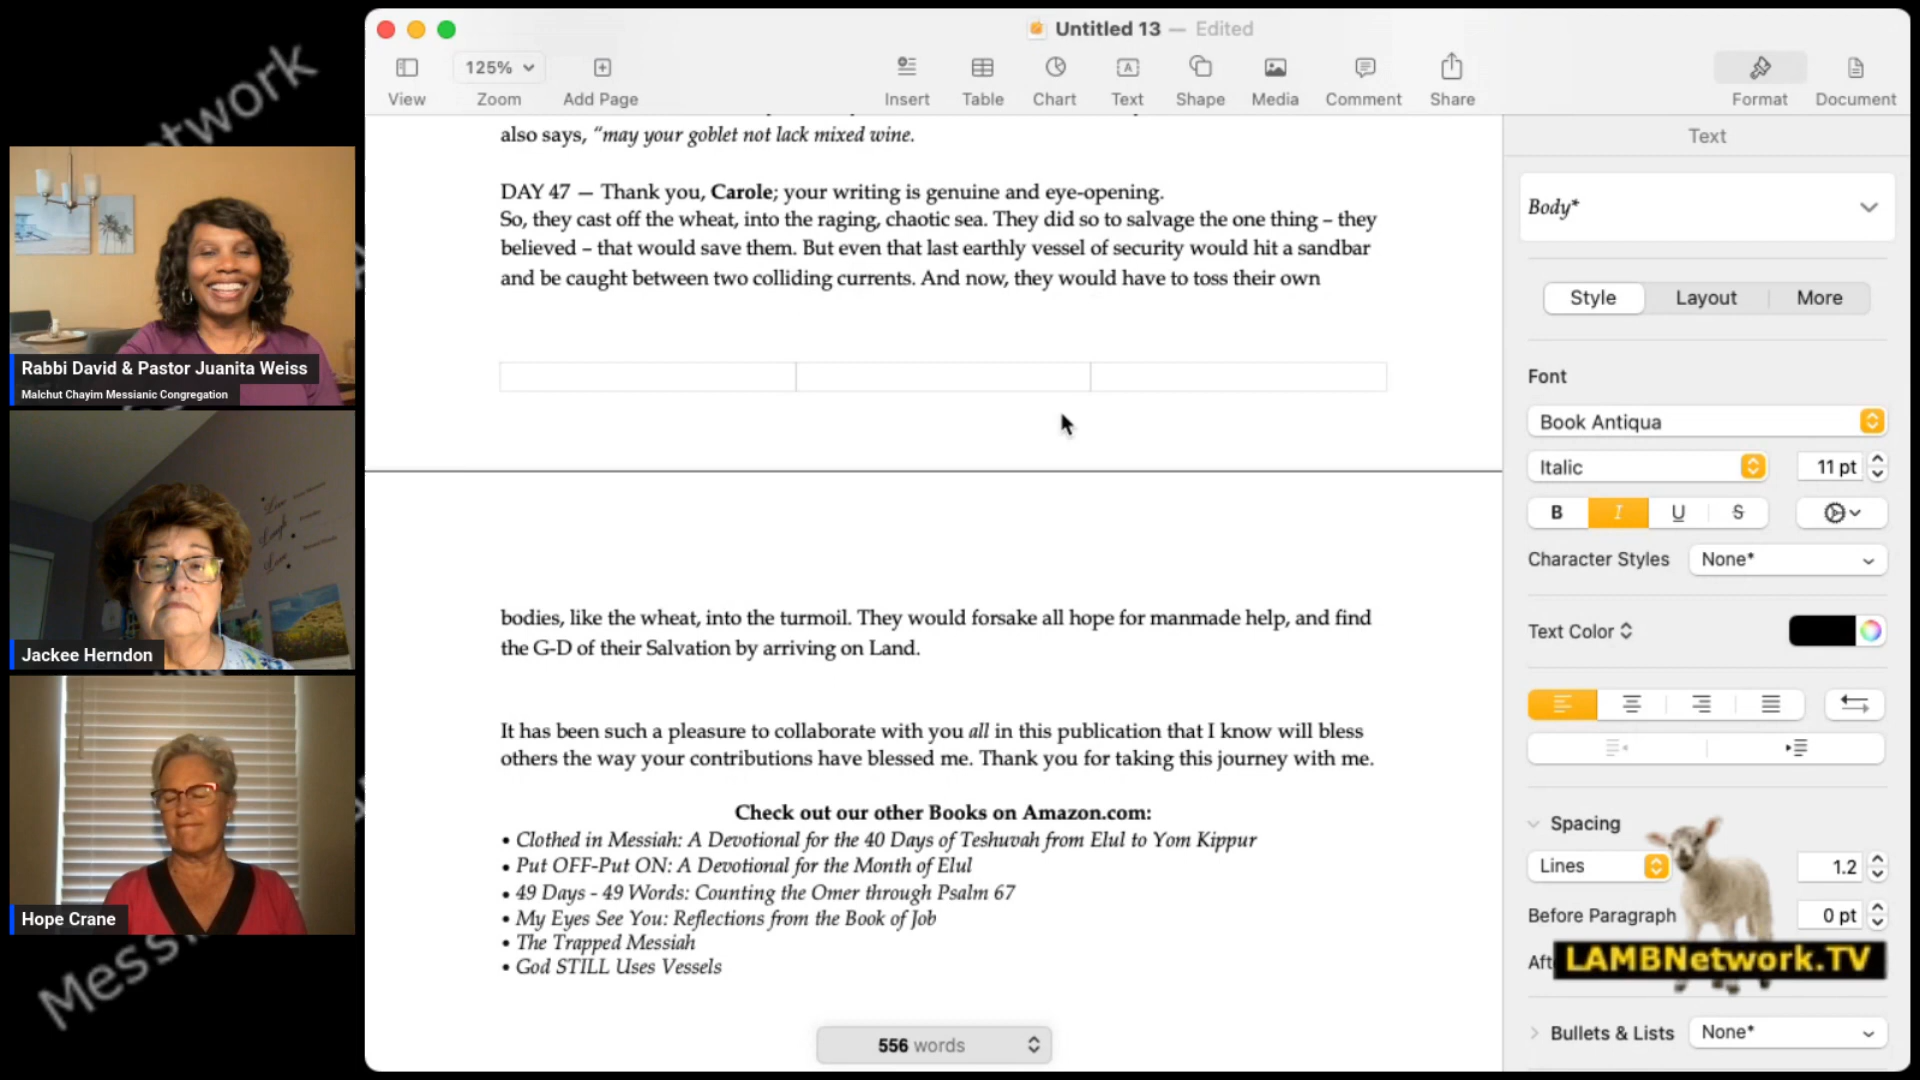 twork
Rabbi David & Pastor Juanita Weiss
Malchut Chayim Messianic Congregation
Jackee Herndon
Hope Crane
Mess
Untitled 13 — Edited
View
125%
Zoom
Add Page
Insert
Table
Chart
Text
Shape
Media
Comment
Share
Format
Document
also says, “may your goblet not lack mixed wine.
DAY 47 — Thank you, Carole; your writing is genuine and eye-opening.
So, they cast off the wheat, into the raging, chaotic sea. They did so to salvage the one thing – they
believed – that would save them. But even that last earthly vessel of security would hit a sandbar
and be caught between two colliding currents. And now, they would have to toss their own
bodies, like the wheat, into the turmoil. They would forsake all hope for manmade help, and find
the G-D of their Salvation by arriving on Land.
It has been such a pleasure to collaborate with you all in this publication that I know will bless
others the way your contributions have blessed me. Thank you for taking this journey with me.
Check out our other Books on Amazon.com:
• Clothed in Messiah: A Devotional for the 40 Days of Teshuvah from Elul to Yom Kippur
• Put OFF-Put ON: A Devotional for the Month of Elul
• 49 Days - 49 Words: Counting the Omer through Psalm 67
• My Eyes See You: Reflections from the Book of Job
• The Trapped Messiah
• God STILL Uses Vessels
556 words
Text
Body*
Style
Layout
More
Font
Book Antiqua
Italic
11 pt
B I U S
Character Styles
None*
Text Color
Spacing
Lines
1.2
Before Paragraph
0 pt
Aft
LAMBNetwork.TV
Bullets & Lists
None*